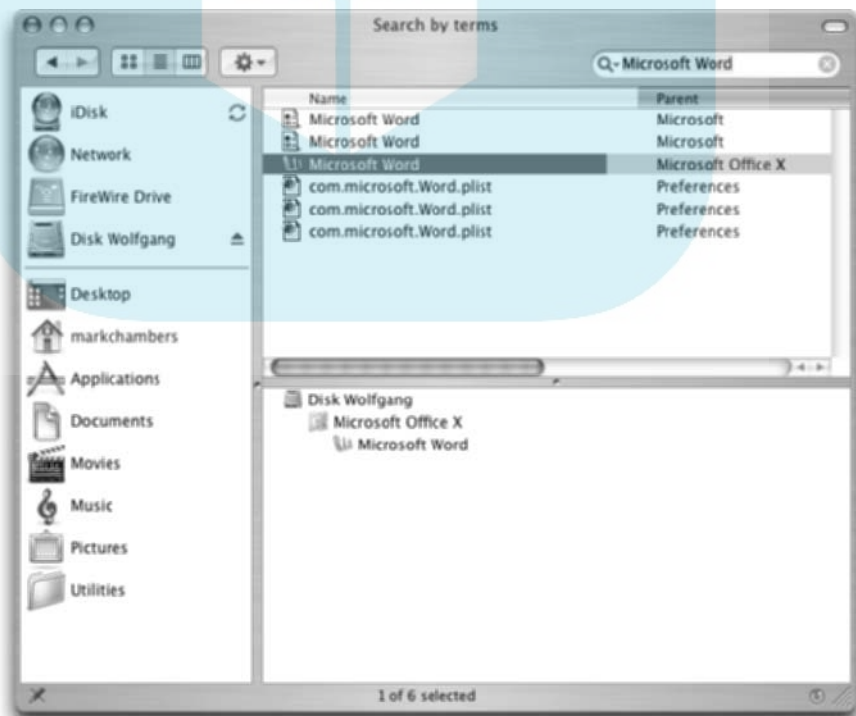 Search by terms
Microsoft Word
iDisk
Network
FireWire Drive
Disk Wolfgang
Desktop
markchambers
Applications
Documents
Movies
Music
Pictures
Utilities
Name Parent
Microsoft Word Microsoft
Microsoft Word Microsoft
Microsoft Word Microsoft Office X
com.microsoft.Word.plist Preferences
com.microsoft.Word.plist Preferences
com.microsoft.Word.plist Preferences
Disk Wolfgang
Microsoft Office X
Microsoft Word
1 of 6 selected